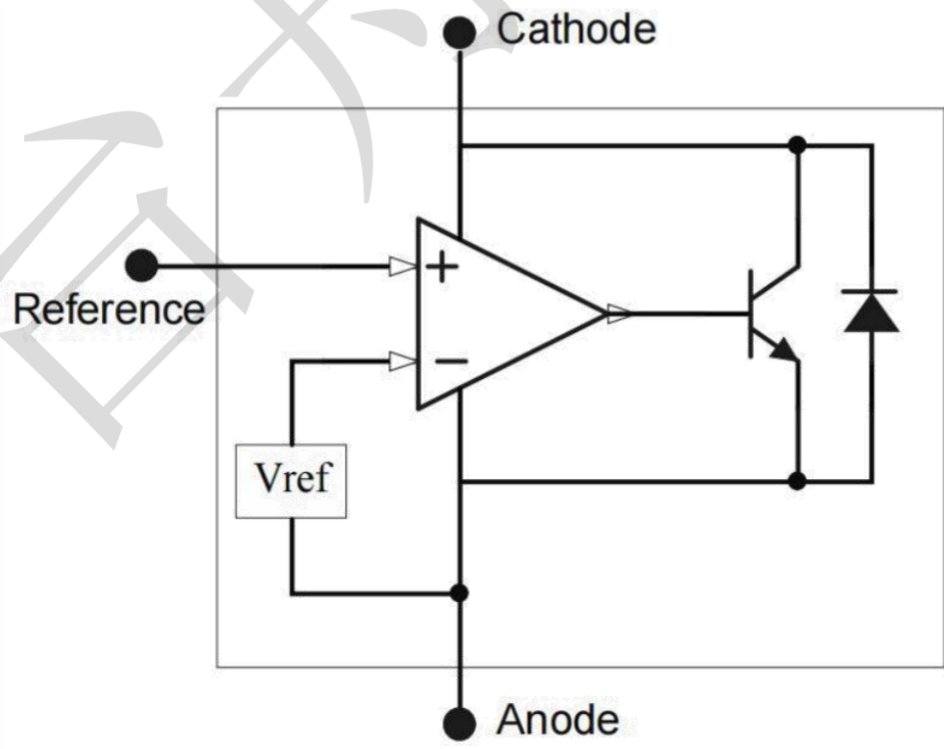 Cathode
+
Reference
−
Vref
Anode